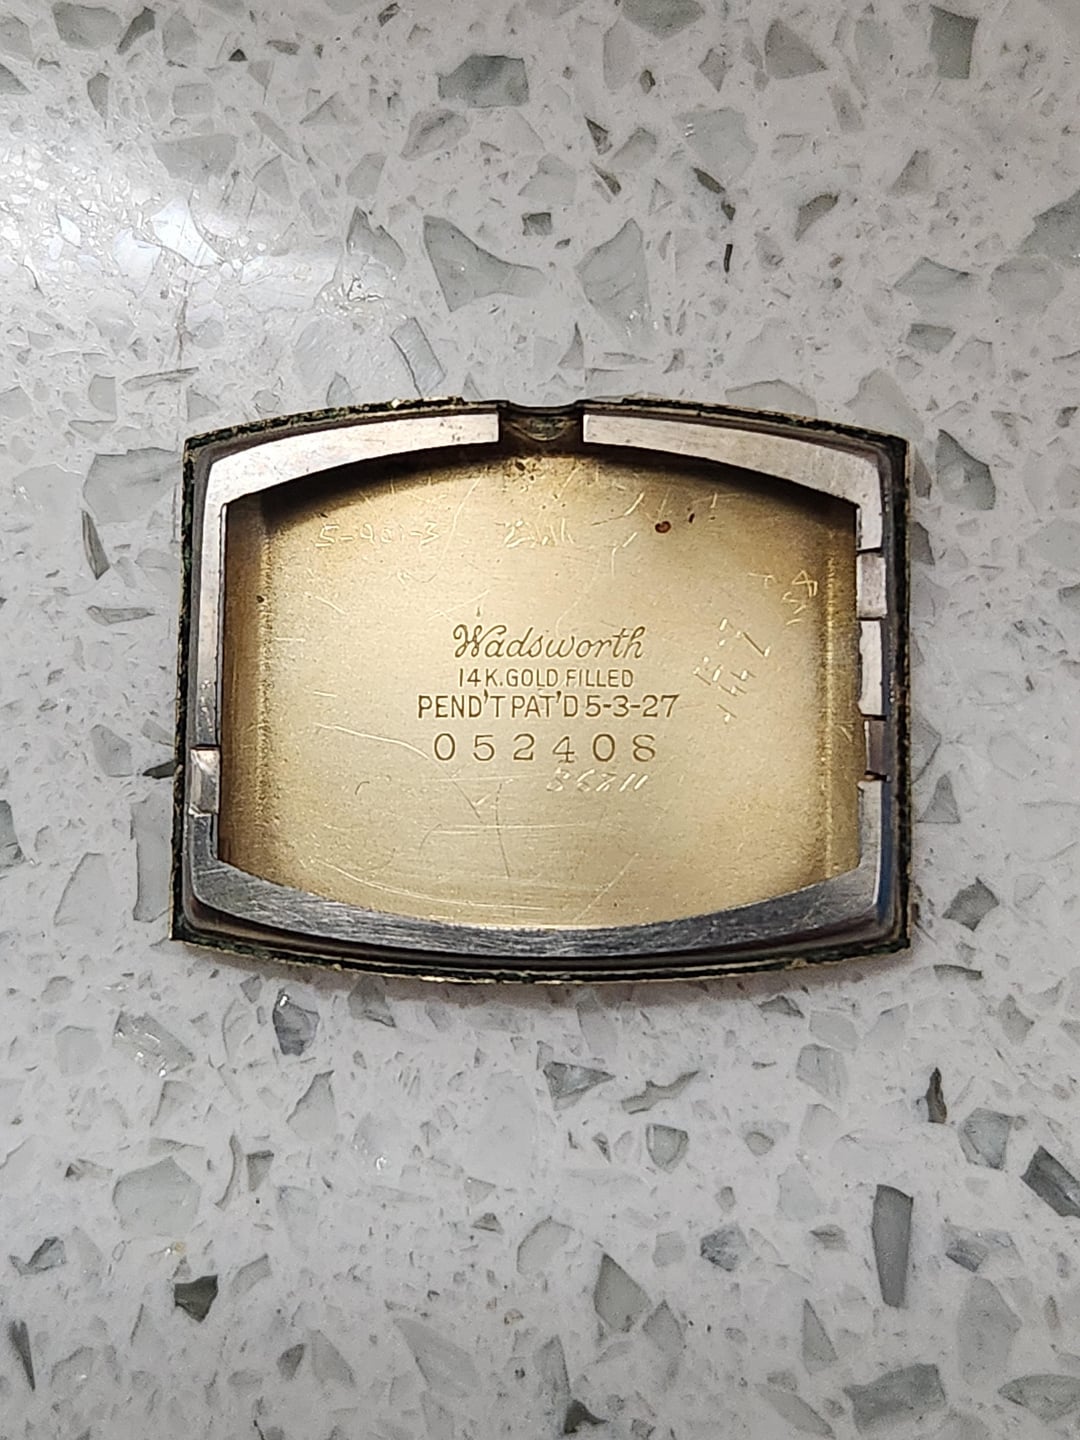 Wadsworth
14K. GOLD FILLED
PEND'T PAT'D 5-3-27
052408